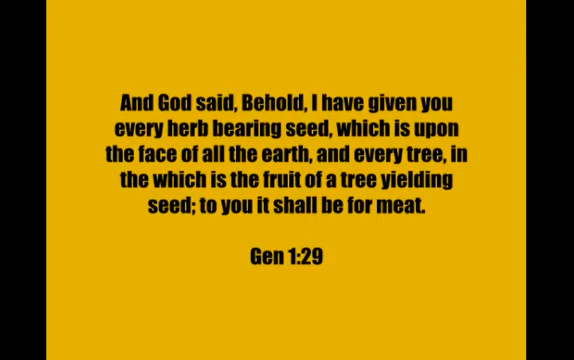 And God said, Behold, I have given you
every herb bearing seed, which is upon
the face of all the earth, and every tree, in
the which is the fruit of a tree yielding
seed; to you it shall be for meat.
Gen 1:29